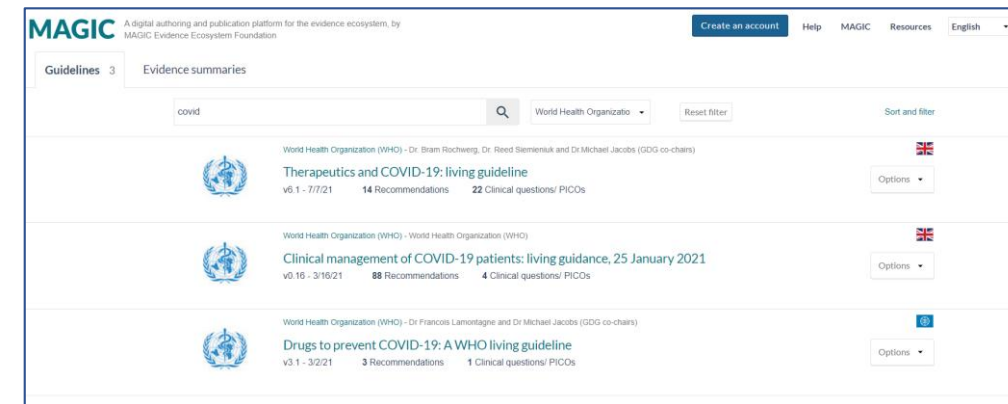 MAGIC
A digital authoring and publication platform for the evidence ecosystem, by
MAGIC Evidence Ecosystem Foundation
Create an account Help MAGIC Resources English
Guidelines 3 Evidence summaries
covid World Health Organizatio Reset filter Sort and filter
World Health Organization (WHO) - Dr. Bram Rochwerg, Dr. Reed Siemieniuk and Dr.Michael Jacobs (GDG co-chairs)
Therapeutics and COVID-19: living guideline
Options
v6.1 - 7/7/21 14 Recommendations 22 Clinical questions/ PICOs
World Health Organization (WHO) - World Health Organization (WHO)
Clinical management of COVID-19 patients: living guidance, 25 January 2021
Options
v0.16 - 3/16/21 88 Recommendations 4 Clinical questions/ PICOs
World Health Organization (WHO) - Dr Francois Lamontagne and Dr Michael Jacobs (GDG co-chairs)
Drugs to prevent COVID-19: A WHO living guideline
Options
v3.1 - 3/2/21 3 Recommendations 1 Clinical questions/ PICOs